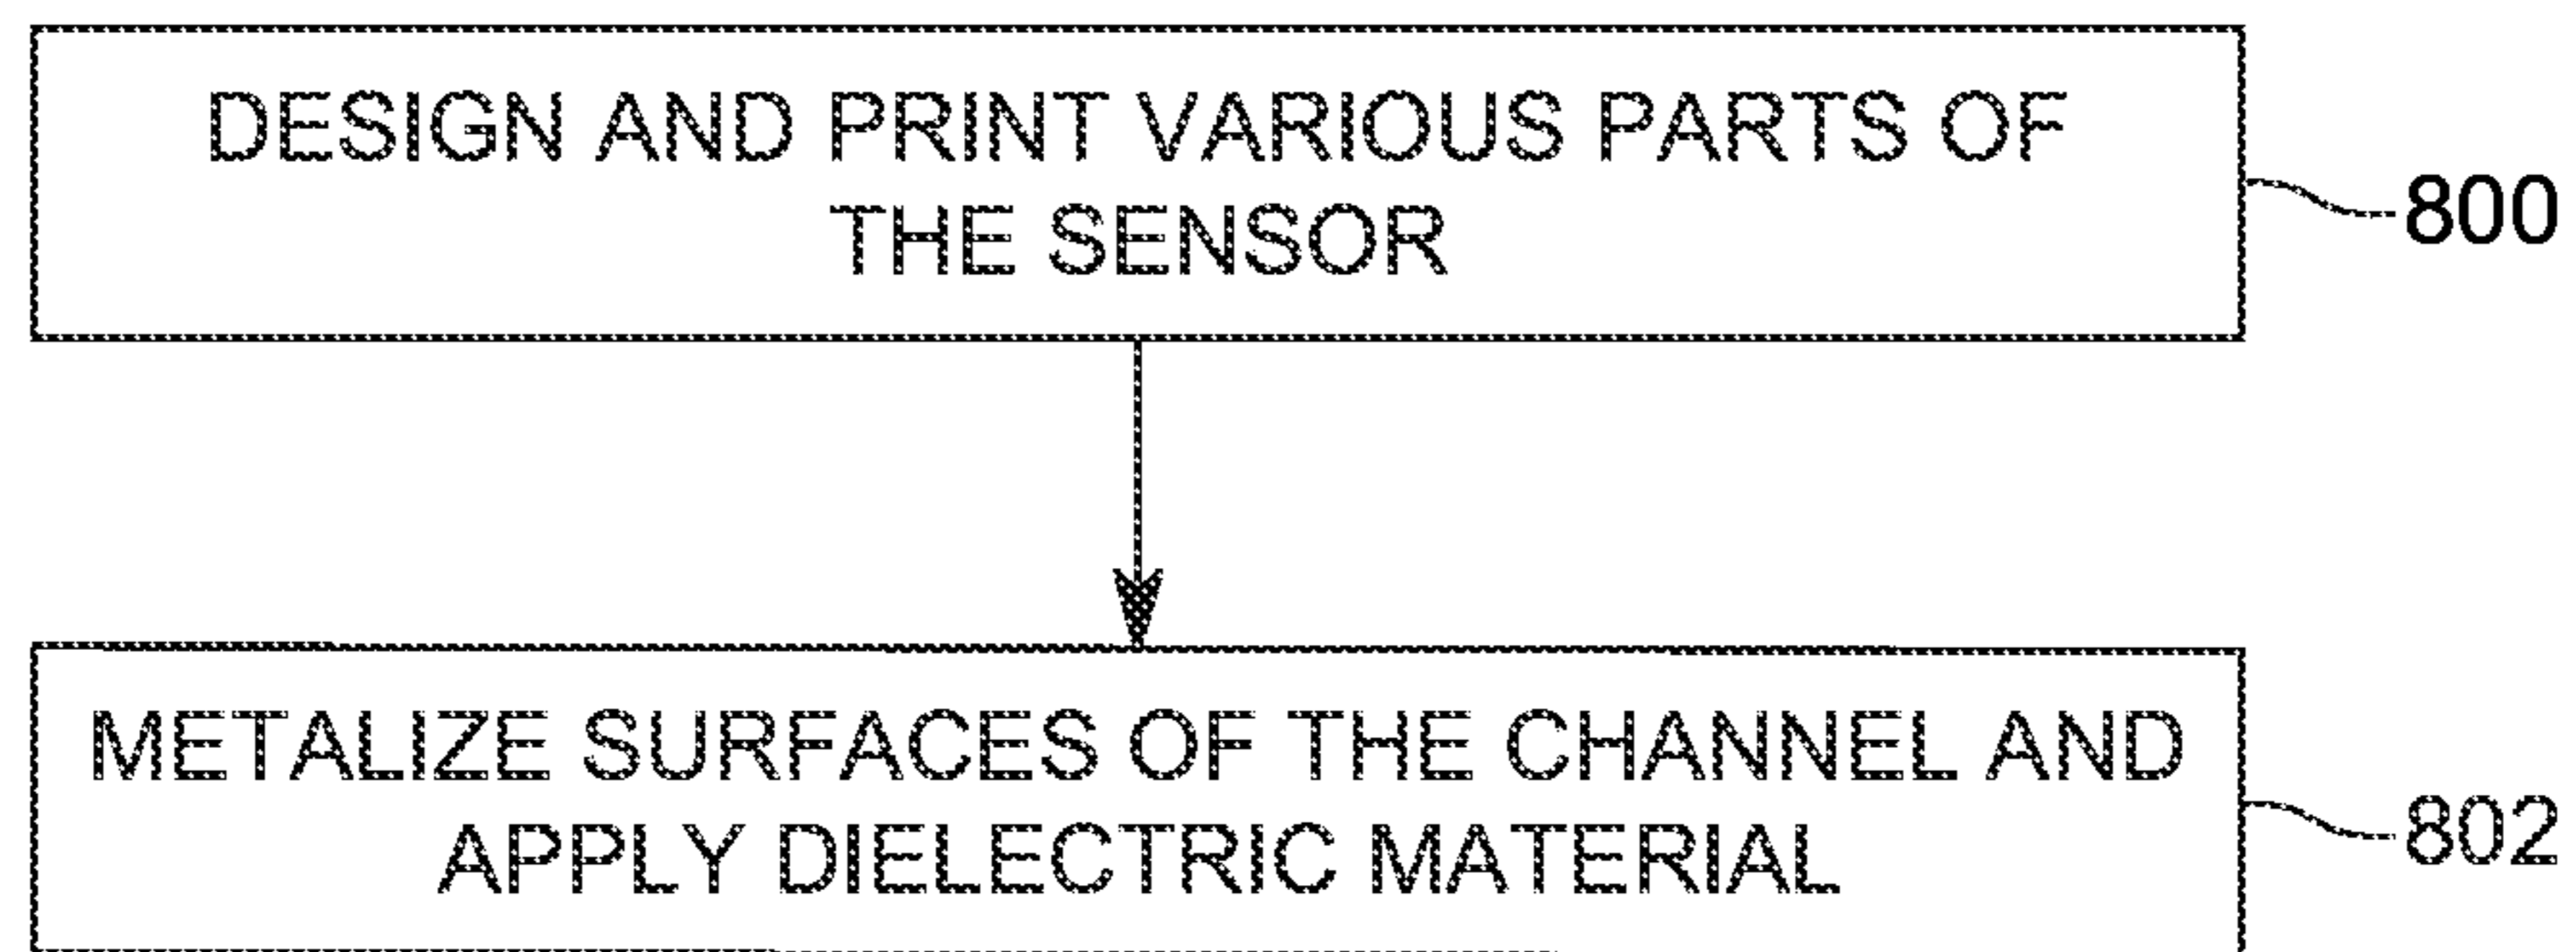 DESIGN AND PRINT VARIOUS PARTS OF
THE SENSOR
800
METALIZE SURFACES OF THE CHANNEL AND
APPLY DIELECTRIC MATERIAL
802